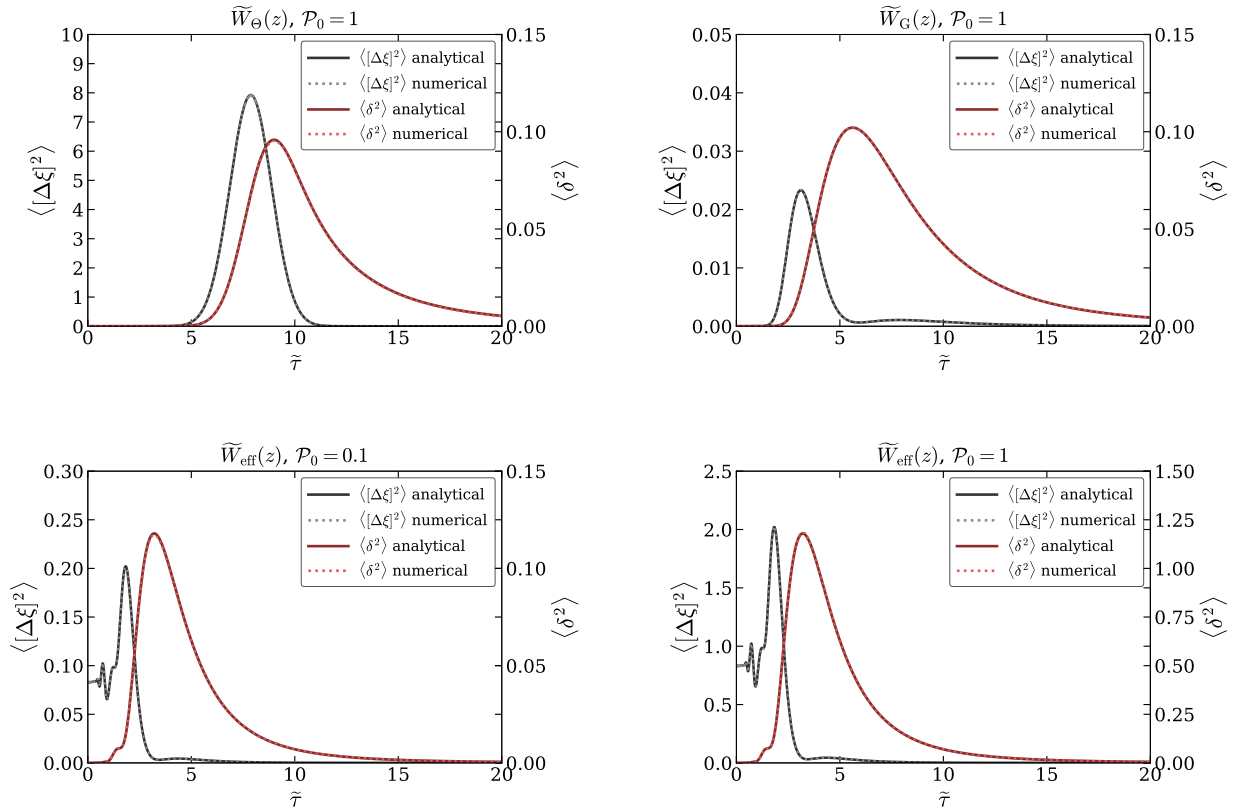 W̃_Θ(z), 𝒫₀ = 1
10
9
8
7
6
5
4
3
2
1
0
⟨[Δξ]²⟩
0.15
0.10
0.05
0.00
⟨δ²⟩
⟨[Δξ]²⟩ analytical
⟨[Δξ]²⟩ numerical
⟨δ²⟩ analytical
⟨δ²⟩ numerical
0 5 10 15 20
τ̃
W̃_G(z), 𝒫₀ = 1
0.05
0.04
0.03
0.02
0.01
0.00
⟨[Δξ]²⟩
0.15
0.10
0.05
0.00
⟨δ²⟩
⟨[Δξ]²⟩ analytical
⟨[Δξ]²⟩ numerical
⟨δ²⟩ analytical
⟨δ²⟩ numerical
0 5 10 15 20
τ̃
W̃_eff(z), 𝒫₀ = 0.1
0.30
0.25
0.20
0.15
0.10
0.05
0.00
⟨[Δξ]²⟩
0.15
0.10
0.05
0.00
⟨δ²⟩
⟨[Δξ]²⟩ analytical
⟨[Δξ]²⟩ numerical
⟨δ²⟩ analytical
⟨δ²⟩ numerical
0 5 10 15 20
τ̃
W̃_eff(z), 𝒫₀ = 1
2.5
2.0
1.5
1.0
0.5
0.0
⟨[Δξ]²⟩
1.50
1.25
1.00
0.75
0.50
0.25
0.00
⟨δ²⟩
⟨[Δξ]²⟩ analytical
⟨[Δξ]²⟩ numerical
⟨δ²⟩ analytical
⟨δ²⟩ numerical
0 5 10 15 20
τ̃